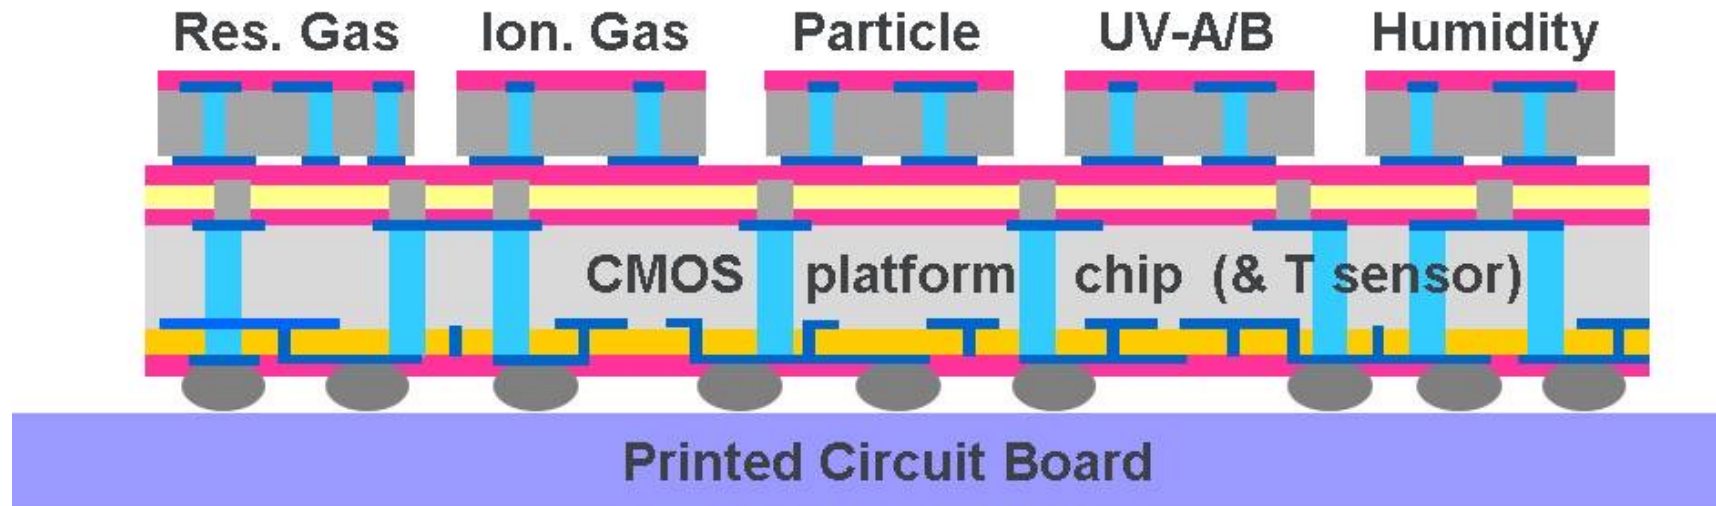 Res. Gas Ion. Gas Particle UV-A/B Humidity
CMOS platform chip (& T sensor)
Printed Circuit Board